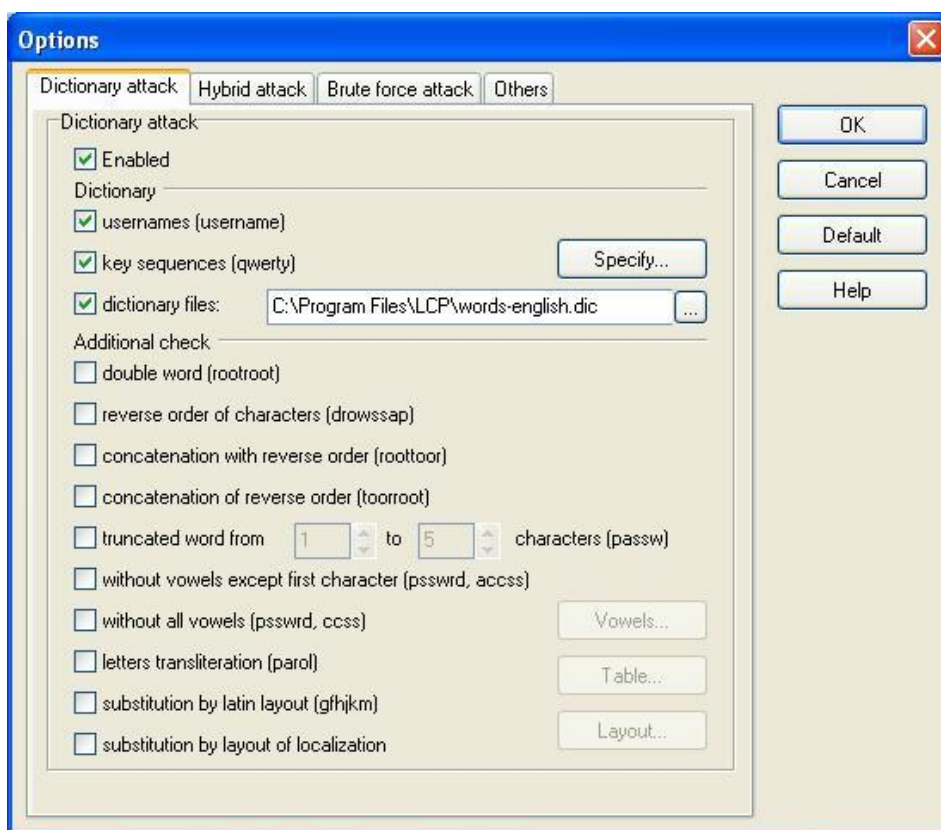 Options
Dictionary attack Hybrid attack Brute force attack Others
Dictionary attack
Enabled
Dictionary
usernames (username)
key sequences (qwerty) Specify...
dictionary files: C:\Program Files\LCP\words-english.dic ...
Additional check
double word (rootroot)
reverse order of characters (drowssap)
concatenation with reverse order (roottoor)
concatenation of reverse order (toorroot)
truncated word from 1 to 5 characters (passw)
without vowels except first character (psswrd, accss)
without all vowels (psswrd, ccss) Vowels...
letters transliteration (parol) Table...
substitution by latin layout (gfhjkm)
substitution by layout of localization Layout...
OK
Cancel
Default
Help